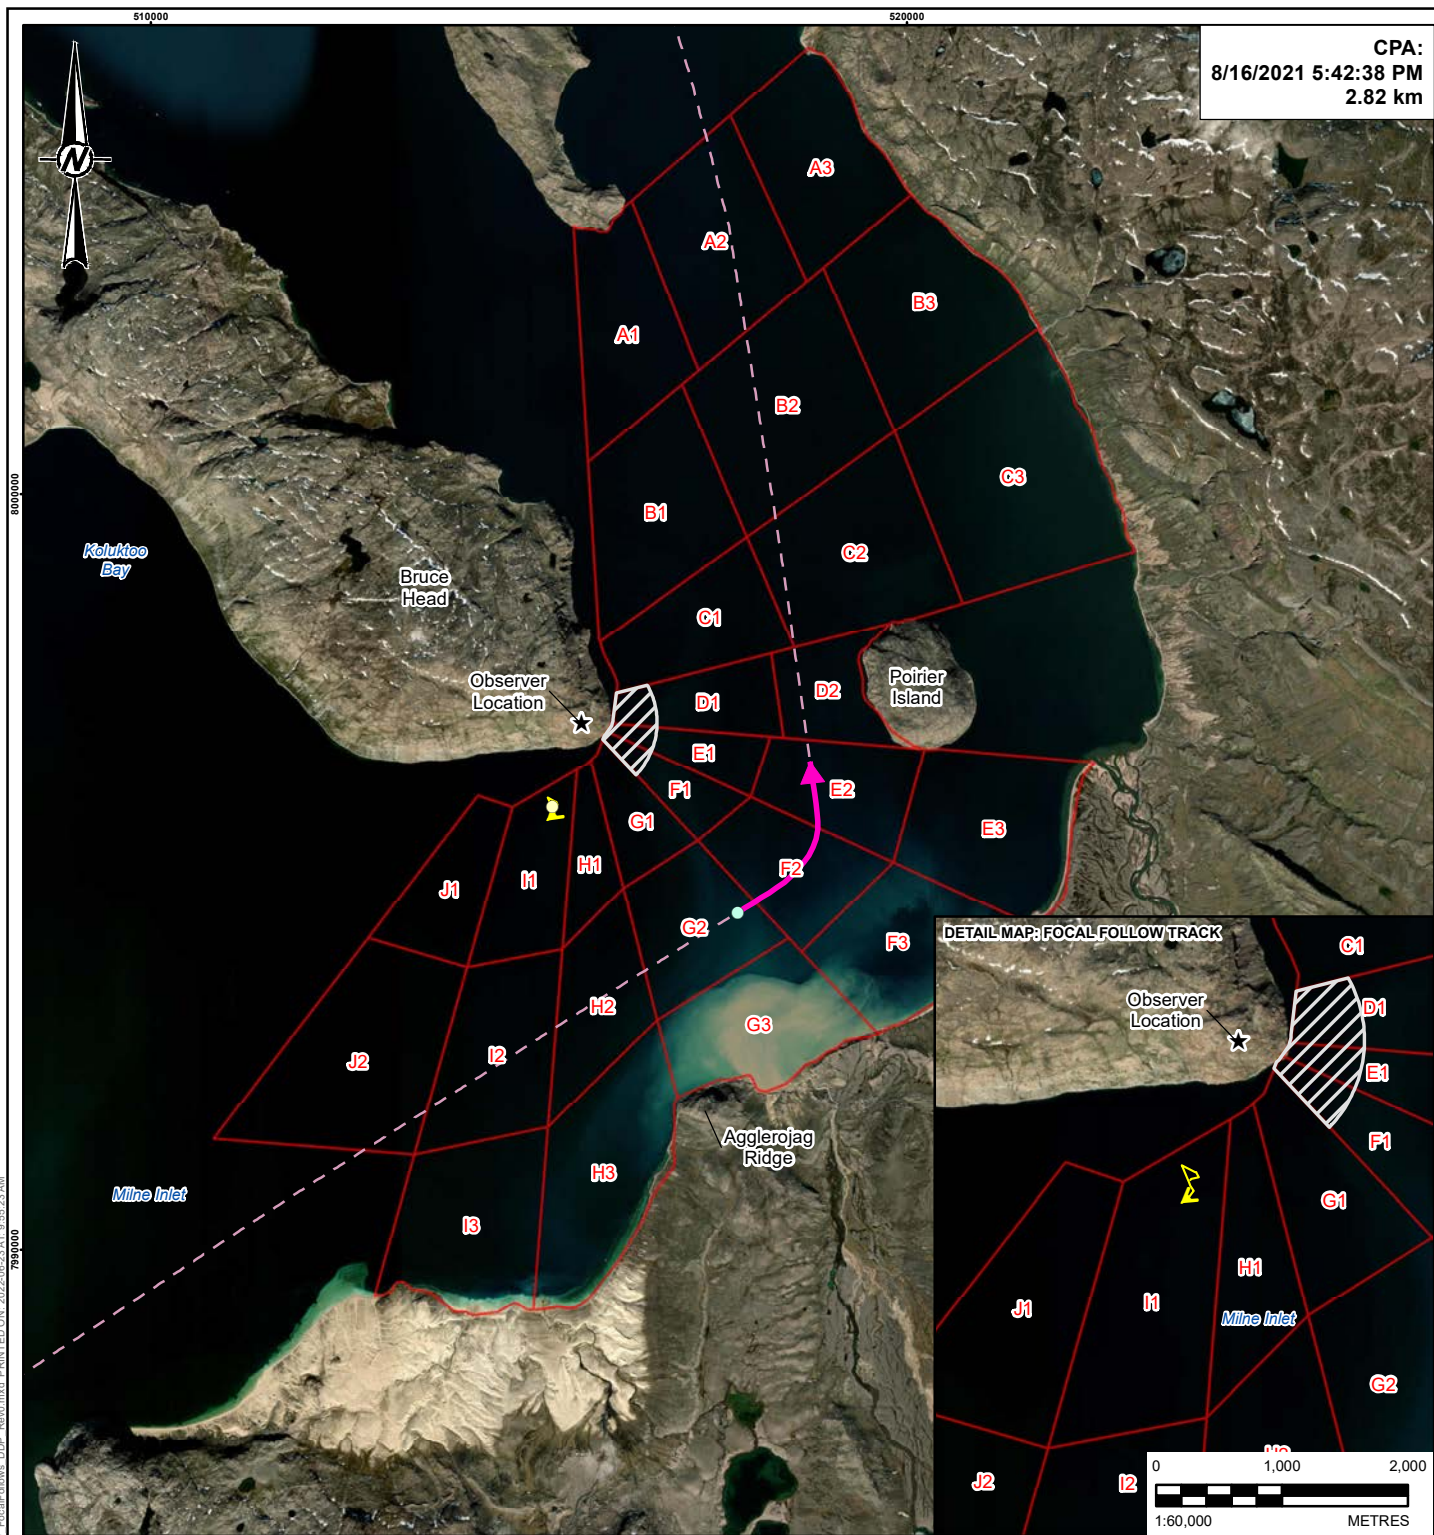 510000
520000
CPA:
8/16/2021 5:42:38 PM
2.82 km
N
A3
A2
B3
A1
B2
C3
8000000
B1
Koluktoo
Bay
C2
Bruce
Head
C1
Observer
Location
Poirier
Island
D2
D1
E1
F1
E2
G1
E3
H1
F2
J1
I1
G2
F3
H2
G3
I2
J2
Agglerojag
Ridge
H3
Milne Inlet
I3
7990000
DETAIL MAP: FOCAL FOLLOW TRACK
C1
Observer
Location
D1
E1
F1
G1
H1
J1
I1
Milne Inlet
G2
J2
I2
H2
0 1,000 2,000
1:60,000 METRES